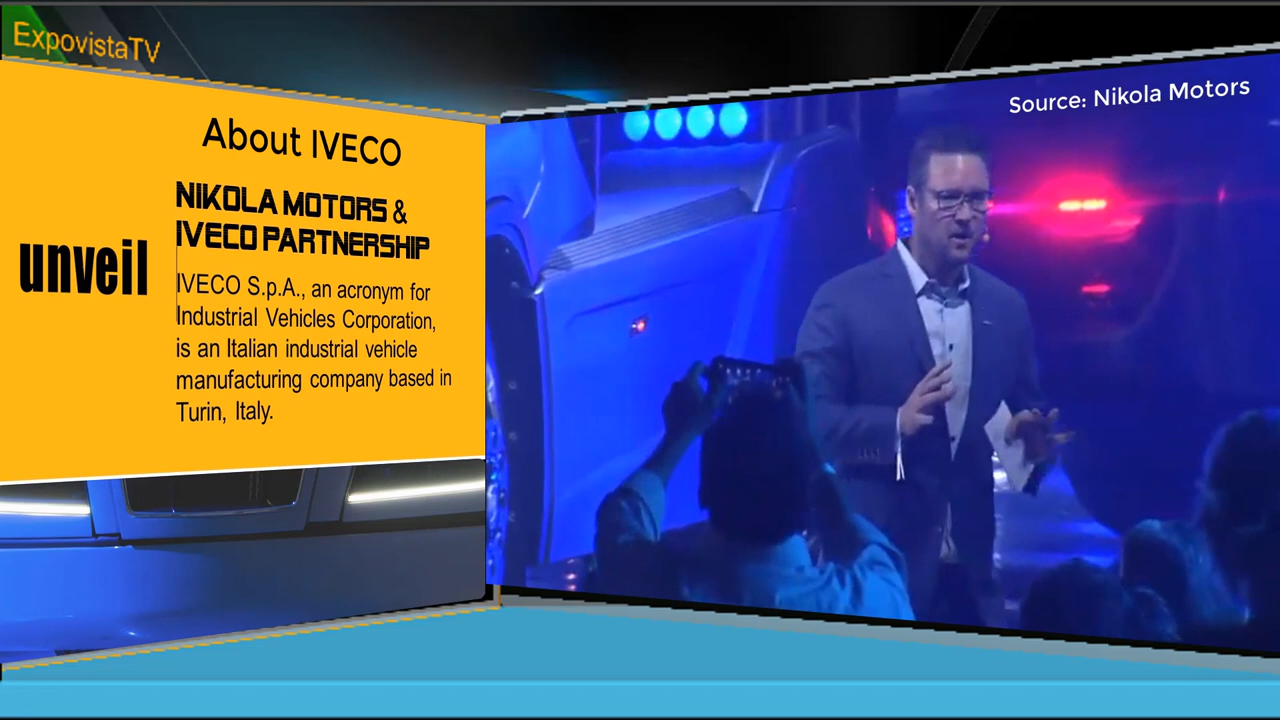 ExpovistaTV
Source: Nikola Motors
About IVECO
NIKOLA MOTORS &
IVECO PARTNERSHIP
unveil
IVECO S.p.A., an acronym for
Industrial Vehicles Corporation,
is an Italian industrial vehicle
manufacturing company based in
Turin, Italy.